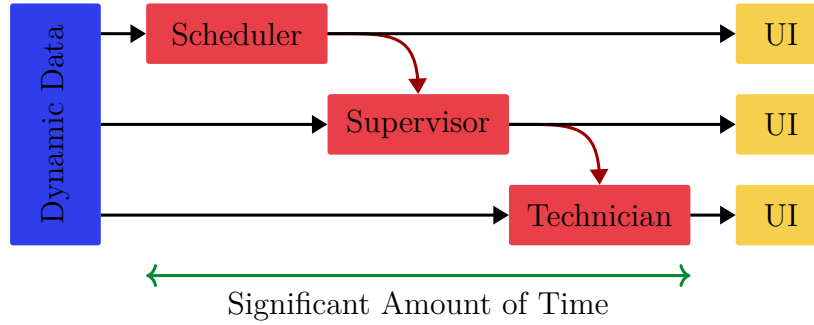 Dynamic Data
Scheduler
UI
Supervisor
UI
Technician
UI
Significant Amount of Time